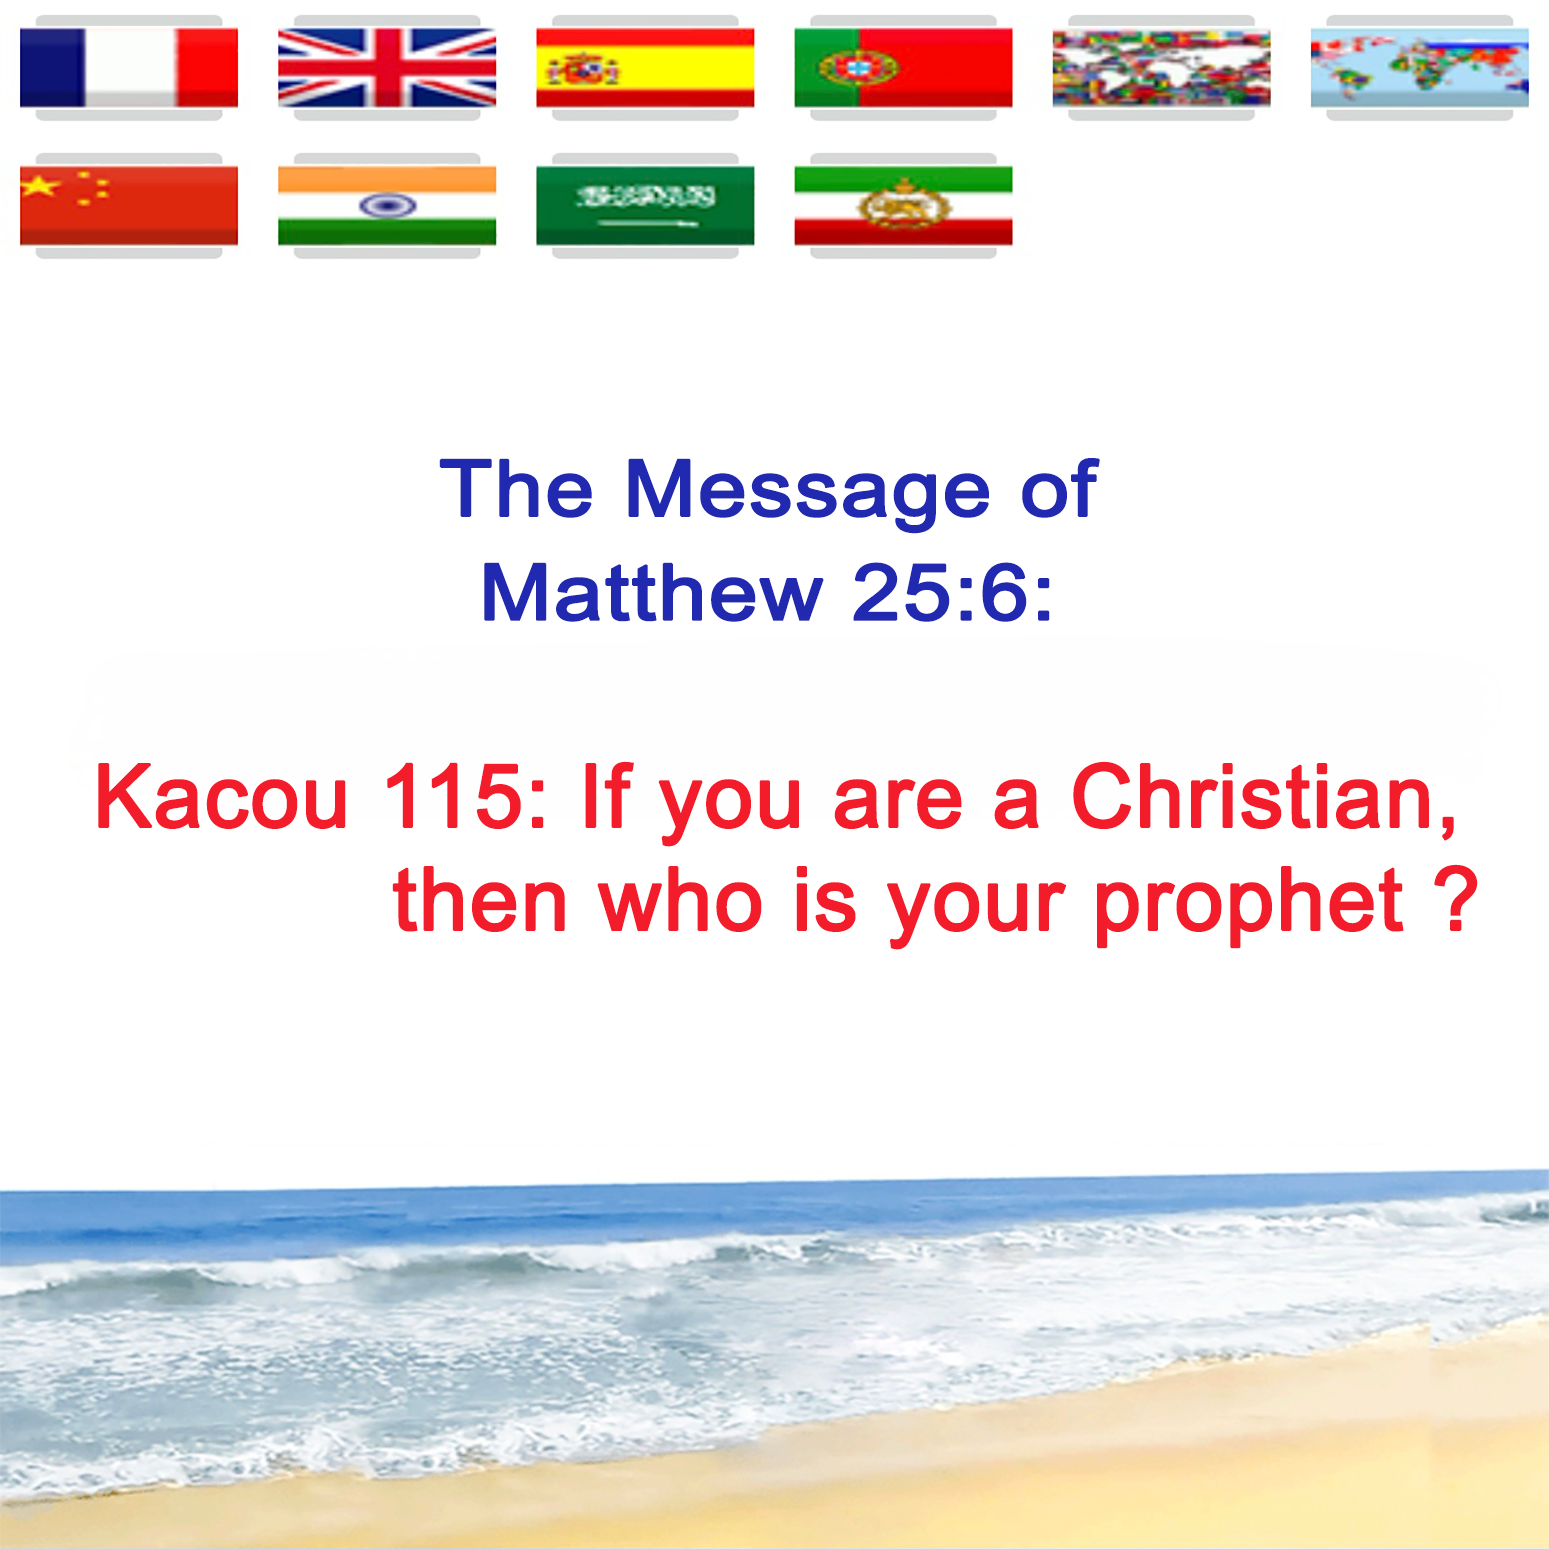 The Message of
Matthew 25:6:
Kacou 115: If you are a Christian,
then who is your prophet ?